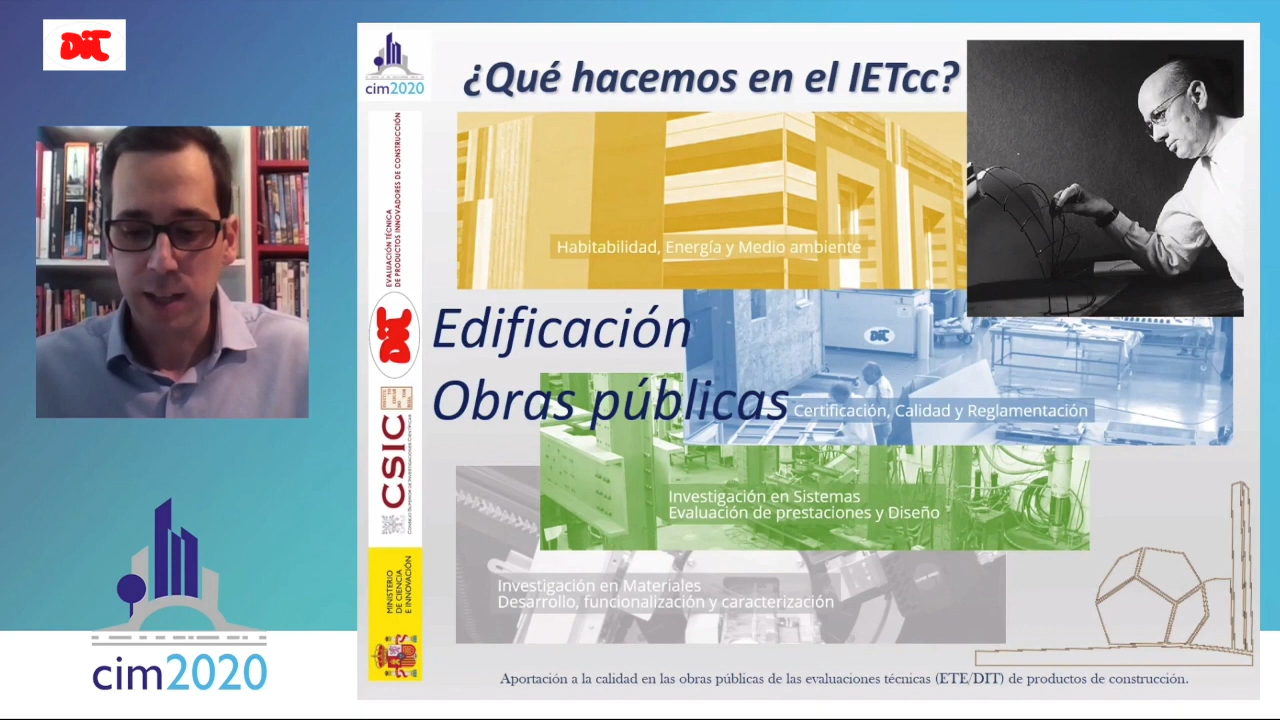 DIT
cim2020
¿Qué hacemos en el IETcc?
EVALUACIÓN TÉCNICA
DE PRODUCTOS INNOVADORES DE CONSTRUCCIÓN
Habitabilidad, Energía y Medio ambiente
DIT
Edificación
DIT
Obras públicas
Certificación, Calidad y Reglamentación
CSIC
CONSEJO SUPERIOR DE INVESTIGACIONES CIENTÍFICAS
Investigación en Sistemas
Evaluación de prestaciones y Diseño
Investigación en Materiales
Desarrollo, funcionalización y caracterización
MINISTERIO
DE CIENCIA
E INNOVACIÓN
cim2020
Aportación a la calidad en las obras públicas de las evaluaciones técnicas (ETE/DIT) de productos de construcción.